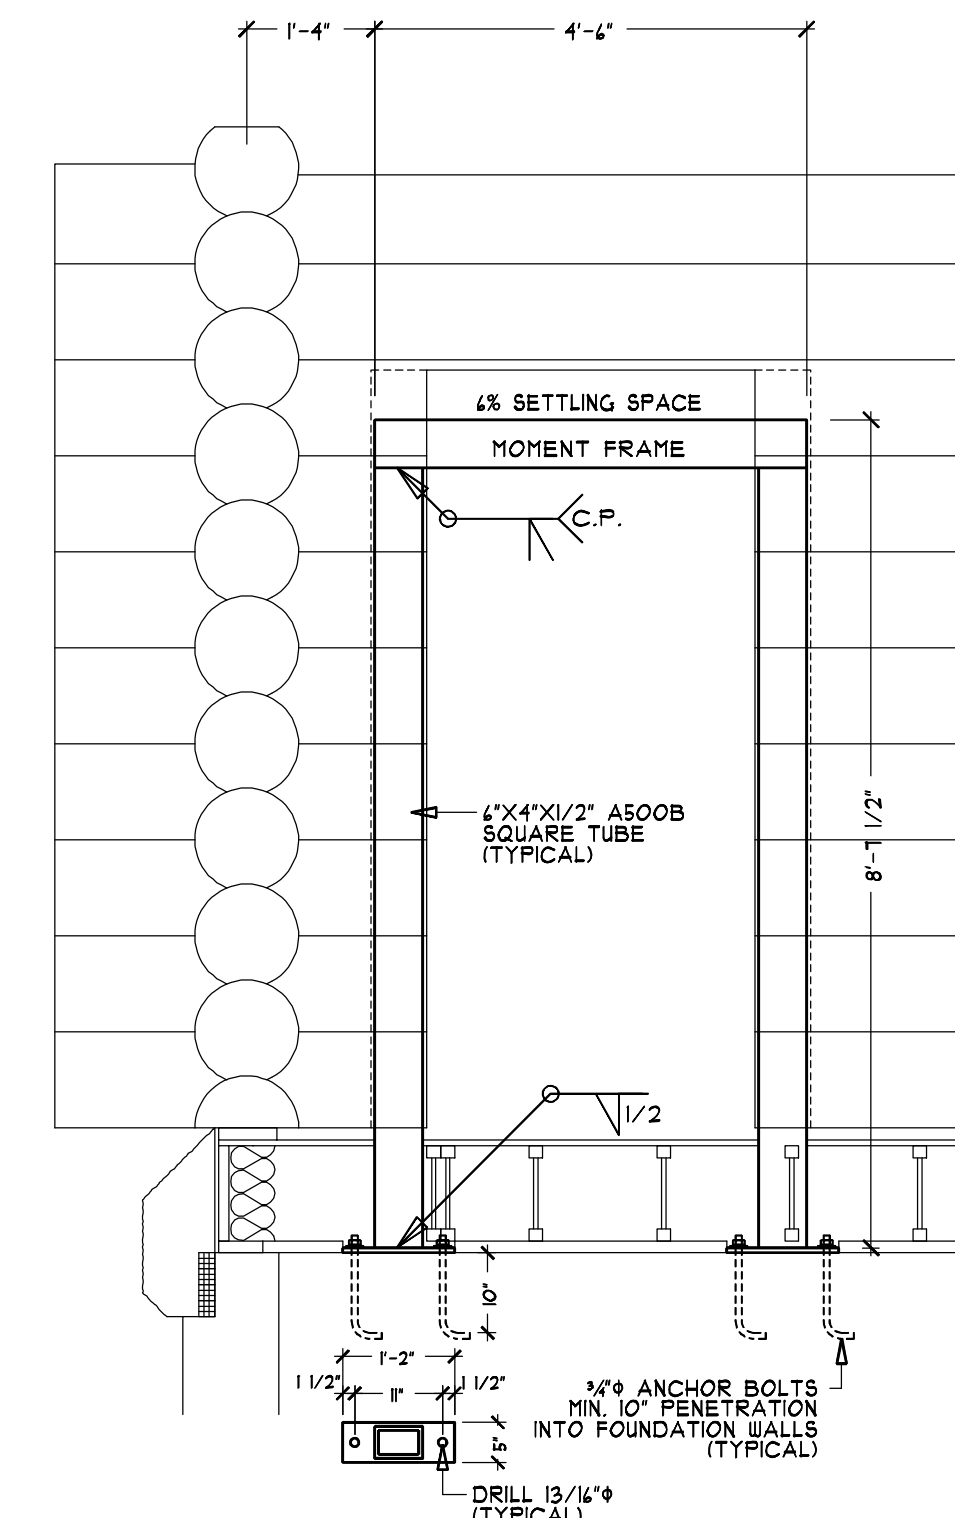 1'-4"
4'-6"
6% SETTLING SPACE
MOMENT FRAME
C.P.
6"X4"X1/2" A500B
SQUARE TUBE
(TYPICAL)
8'-7 1/2"
1/2
10"
1'-2"
1 1/2"
11"
1 1/2"
5"
¾"Φ ANCHOR BOLTS
MIN. 10" PENETRATION
INTO FOUNDATION WALLS
(TYPICAL)
DRILL 13/16"Φ
(TYPICAL)